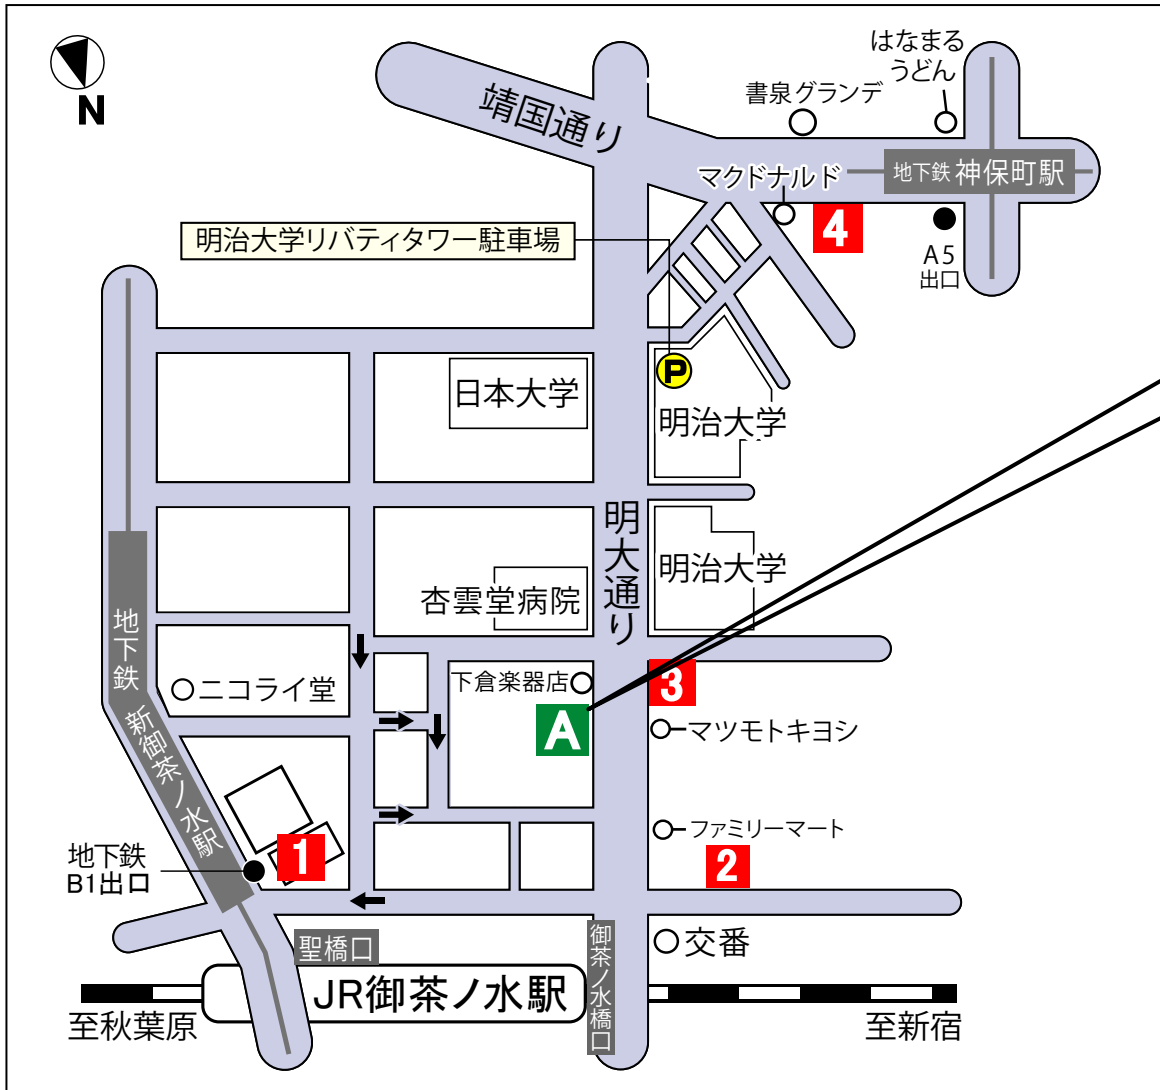 N
はなまる
うどん
書泉グランデ
靖国通り
地下鉄 神保町駅
マクドナルド
4
A5
出口
明治大学リバティタワー駐車場
P
日本大学
明治大学
明大通り
明治大学
杏雲堂病院
地下鉄 新御茶ノ水駅
ニコライ堂
下倉楽器店
3
A
マツモトキヨシ
ファミリーマート
1
2
地下鉄
B1出口
聖橋口
御茶ノ水橋口
交番
JR御茶ノ水駅
至秋葉原
至新宿